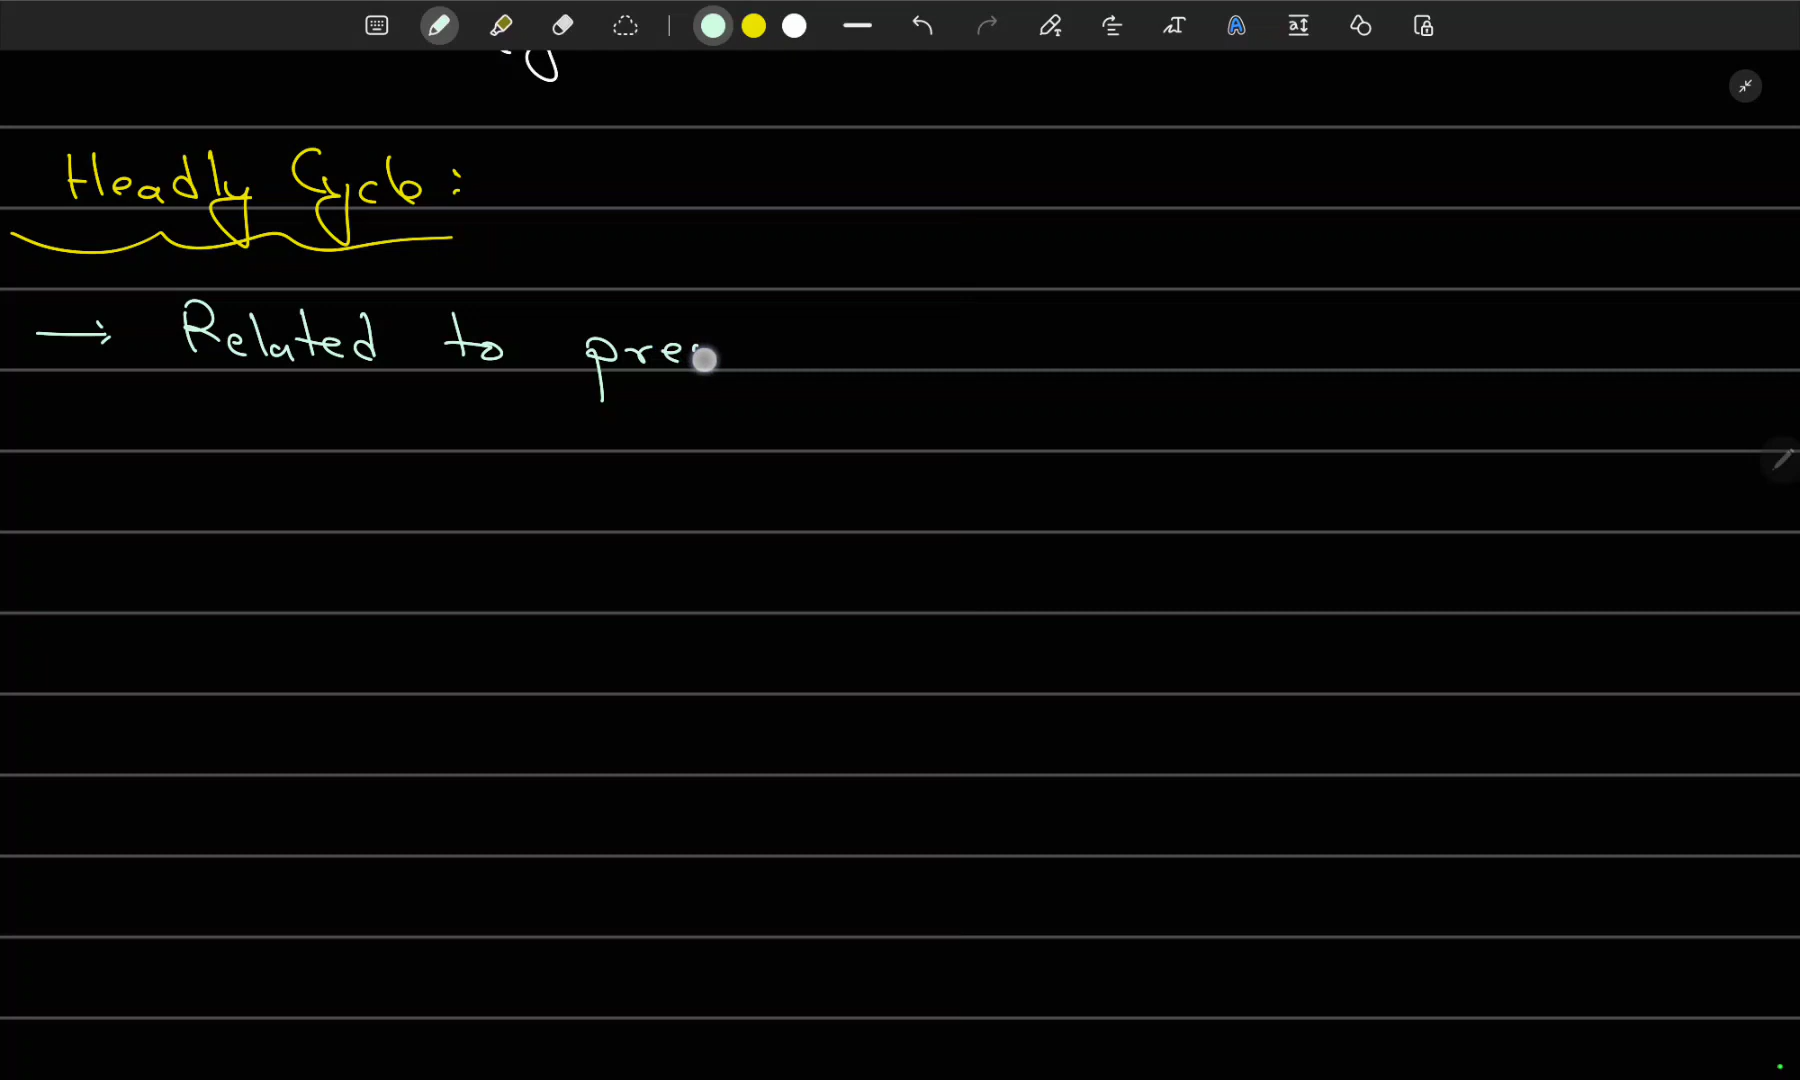 Headly Cycle:
→ Related to pre